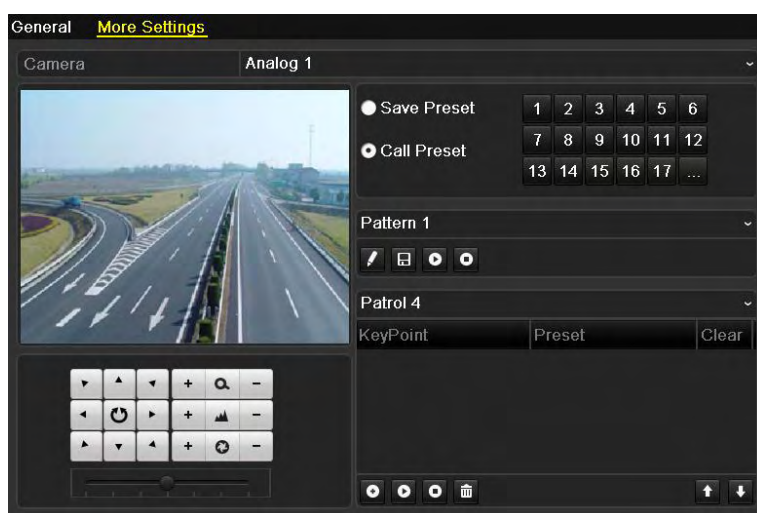 General More Settings
Camera Analog 1
Save Preset
Call Preset
1 2 3 4 5 6
7 8 9 10 11 12
13 14 15 16 17 ...
Pattern 1
Patrol 4
KeyPoint Preset Clear
+ -
+ -
+ -